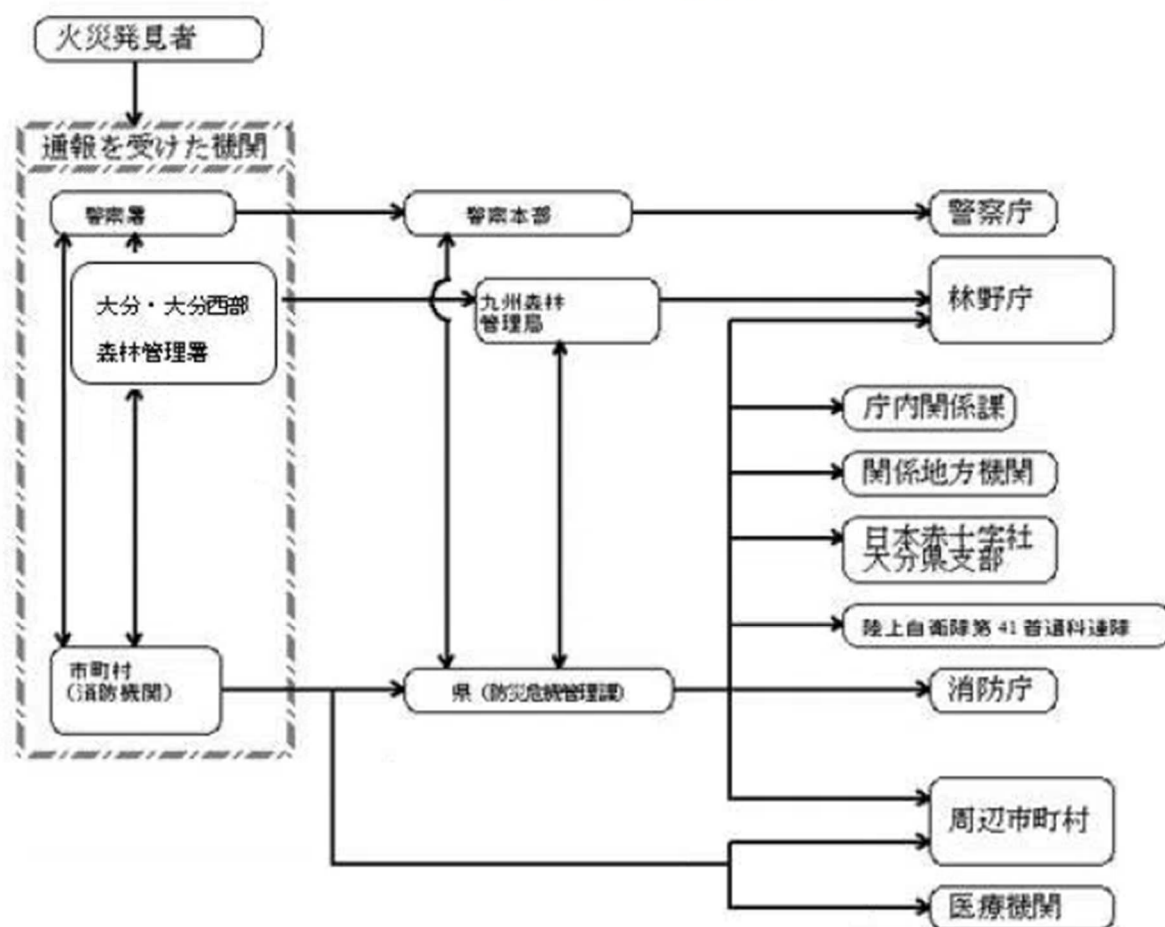 火災発見者
通報を受けた機関
警察署
警察本部
警察庁
大分・大分西部
森林管理署
九州森林
管理局
林野庁
庁内関係課
関係地方機関
日本赤十字社
大分県支部
陸上自衛隊第41普通科連隊
市町村
(消防機関)
県(防災危機管理課)
消防庁
周辺市町村
医療機関